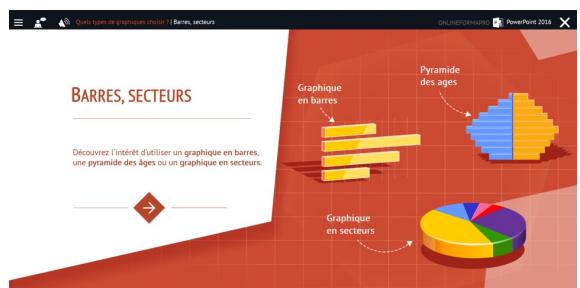 Quels types de graphiques choisir ? | Barres, secteurs
ONLINEFORMAPRO
PowerPoint 2016
BARRES, SECTEURS
Découvrez l'intérêt d'utiliser un graphique en barres,
une pyramide des âges ou un graphique en secteurs.
Graphique
en barres
Pyramide
des ages
Graphique
en secteurs